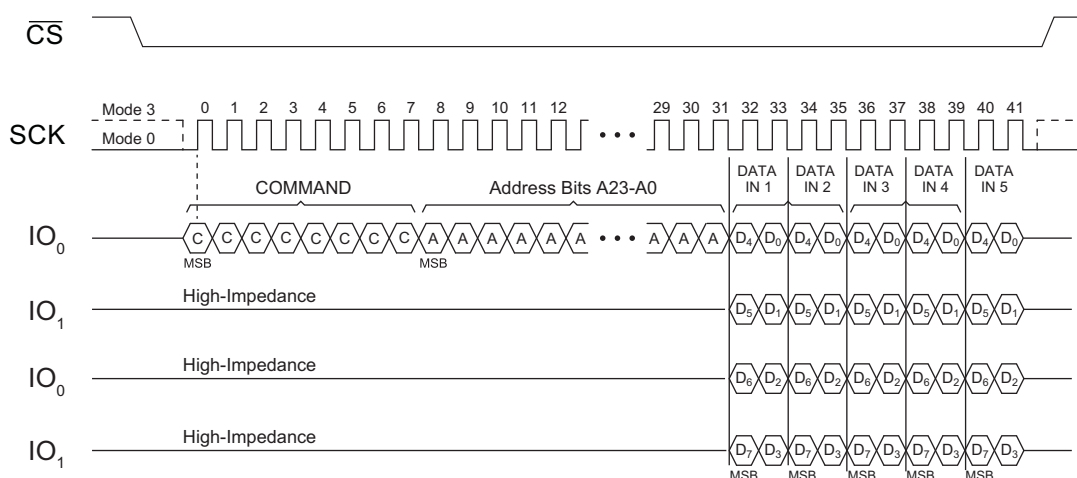 CS
Mode 3
0 1 2 3 4 5 6 7 8 9 10 11 12 29 30 31 32 33 34 35 36 37 38 39 40 41
SCK
Mode 0
COMMAND
Address Bits A23-A0
DATA IN 1
DATA IN 2
DATA IN 3
DATA IN 4
DATA IN 5
IO0 C C C C C C C C A A A A A A • • • A A A D4 D0 D4 D0 D4 D0 D4 D0 D4 D0
MSB MSB
High-Impedance
IO1 D5 D1 D5 D1 D5 D1 D5 D1 D5 D1
High-Impedance
IO0 D6 D2 D6 D2 D6 D2 D6 D2 D6 D2
High-Impedance
IO1 D7 D3 D7 D3 D7 D3 D7 D3 D7 D3
MSB MSB MSB MSB MSB